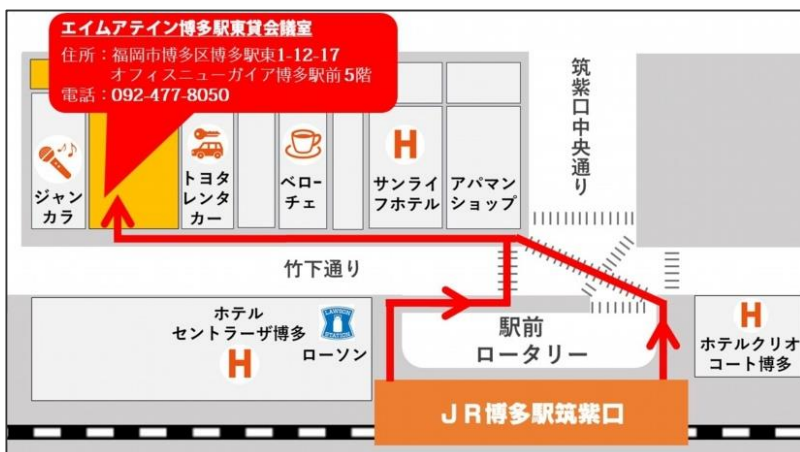 エイムアテイン博多駅東貸会議室
住所：福岡市博多区博多駅東1-12-17
オフィスニューガイア博多駅前5階
電話：092-477-8050
ジャン
カラ
トヨタ
レンタ
カー
ベロー
チェ
H
サンライ
フホテル
アパマン
ショップ
筑紫口中央通り
竹下通り
ホテル
セントラーザ博多
H
LAWSON
STATION
ローソン
駅前
ロータリー
H
ホテルクリオ
コート博多
JR博多駅筑紫口